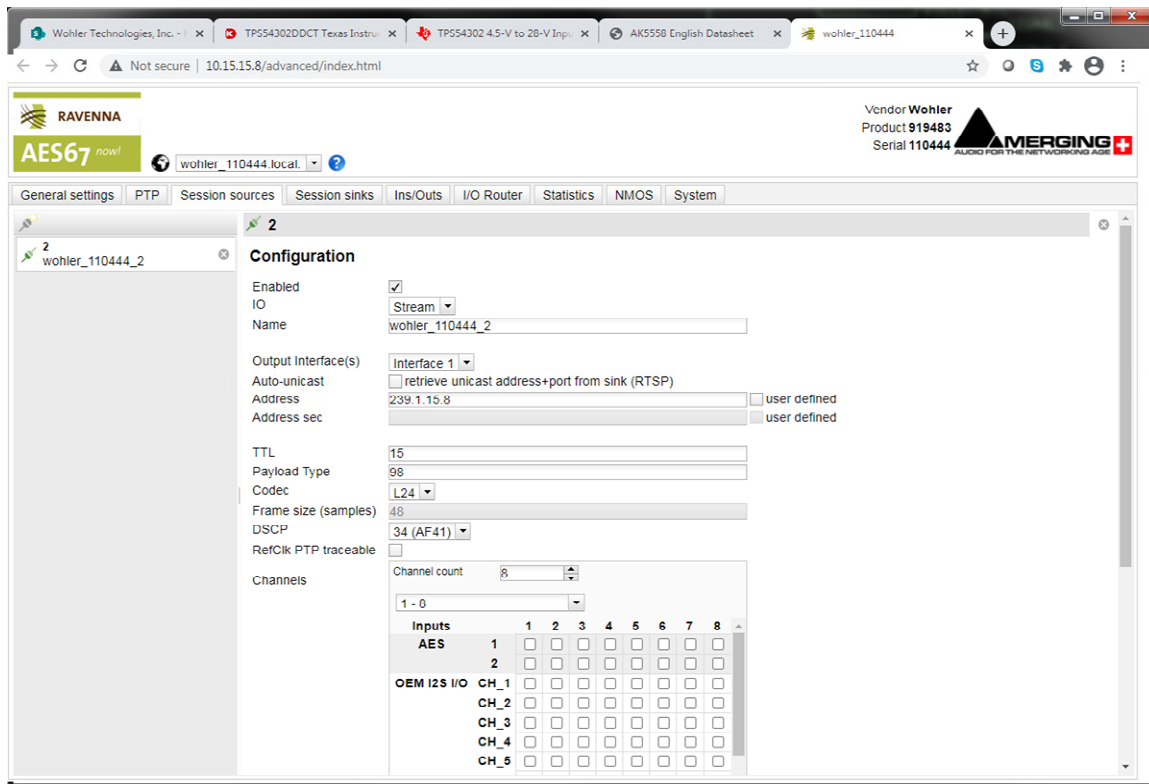 Wohler Technologies, Inc. -
TPS54302DDCT Texas Instru
TPS54302 4.5-V to 28-V Inpu
AK5558 English Datasheet
wohler_110444
Not secure | 10.15.15.8/advanced/index.html
RAVENNA
AES67 now!
wohler_110444.local.
Vendor Wohler
Product 919483
Serial 110444
MERGING
AUDIO FOR THE NETWORKING AGE
General settings PTP Session sources Session sinks Ins/Outs I/O Router Statistics NMOS System
2
wohler_110444_2
2
Configuration
Enabled
IO Stream
Name wohler_110444_2
Output Interface(s) Interface 1
Auto-unicast retrieve unicast address+port from sink (RTSP)
Address 239.1.15.8 user defined
Address sec user defined
TTL 15
Payload Type 98
Codec L24
Frame size (samples) 48
DSCP 34 (AF41)
RefClk PTP traceable
Channels Channel count 8
1 - 0
Inputs 1 2 3 4 5 6 7 8
AES 1
2
OEM I2S I/O CH_1
CH_2
CH_3
CH_4
CH_5